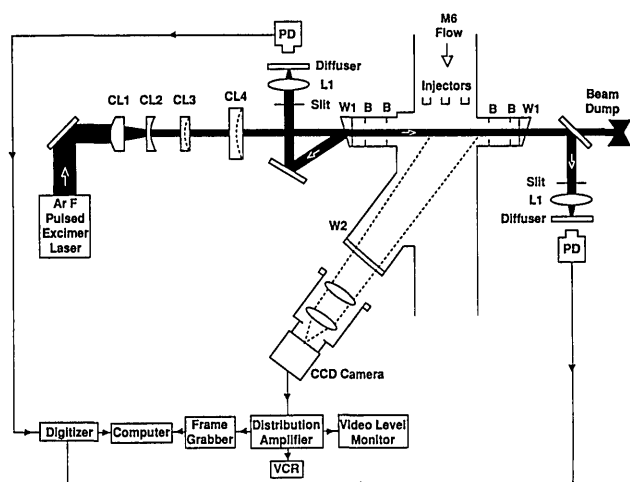 M6
Flow
PD
Diffuser
L1
Slit
Injectors
CL1 CL2 CL3 CL4
W1 B B
B B W1
Beam
Dump
Slit
L1
Diffuser
PD
Ar F
Pulsed
Excimer
Laser
W2
CCD Camera
Digitizer
Computer
Frame
Grabber
Distribution
Amplifier
Video Level
Monitor
VCR